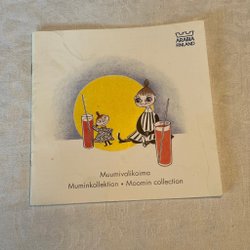 ARABIA
FINLAND
Muumivalikoima
Muminkollektion • Moomin collection